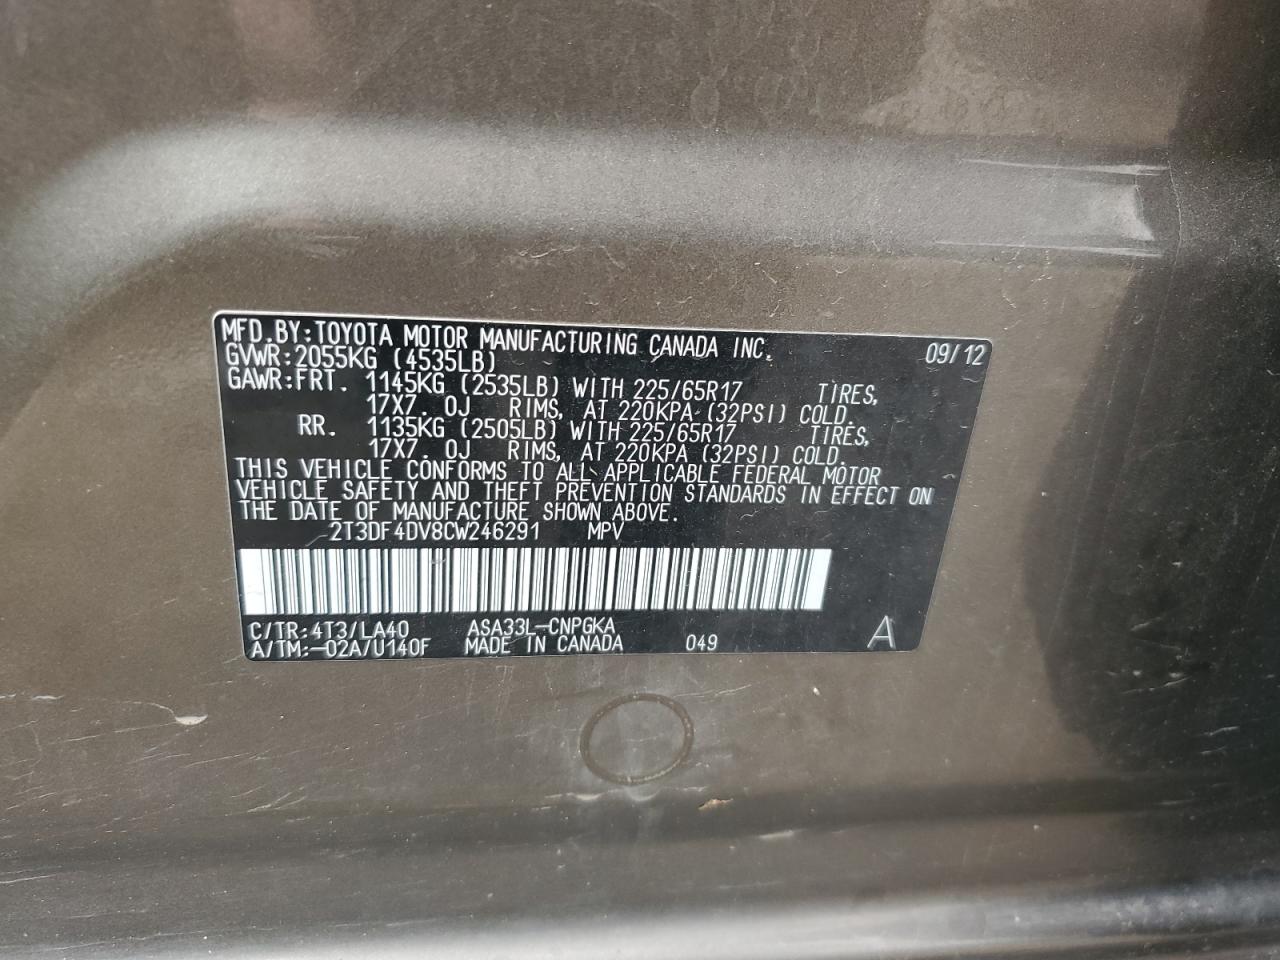 MFD.BY:TOYOTA MOTOR MANUFACTURING CANADA INC. 09/12
GVWR:2055KG (4535LB)
GAWR:FRT. 1145KG (2535LB) WITH 225/65R17 TIRES,
17X7.0J RIMS, AT 220KPA (32PSI) COLD.
RR. 1135KG (2505LB) WITH 225/65R17 TIRES,
17X7.0J RIMS, AT 220KPA (32PSI) COLD.
THIS VEHICLE CONFORMS TO ALL APPLICABLE FEDERAL MOTOR
VEHICLE SAFETY AND THEFT PREVENTION STANDARDS IN EFFECT ON
THE DATE OF MANUFACTURE SHOWN ABOVE.
2T3DF4DV8CW246291 MPV
C/TR:4T3/LA40 ASA33L-CNPGKA
A/TM:-02A/U140F MADE IN CANADA 049 A